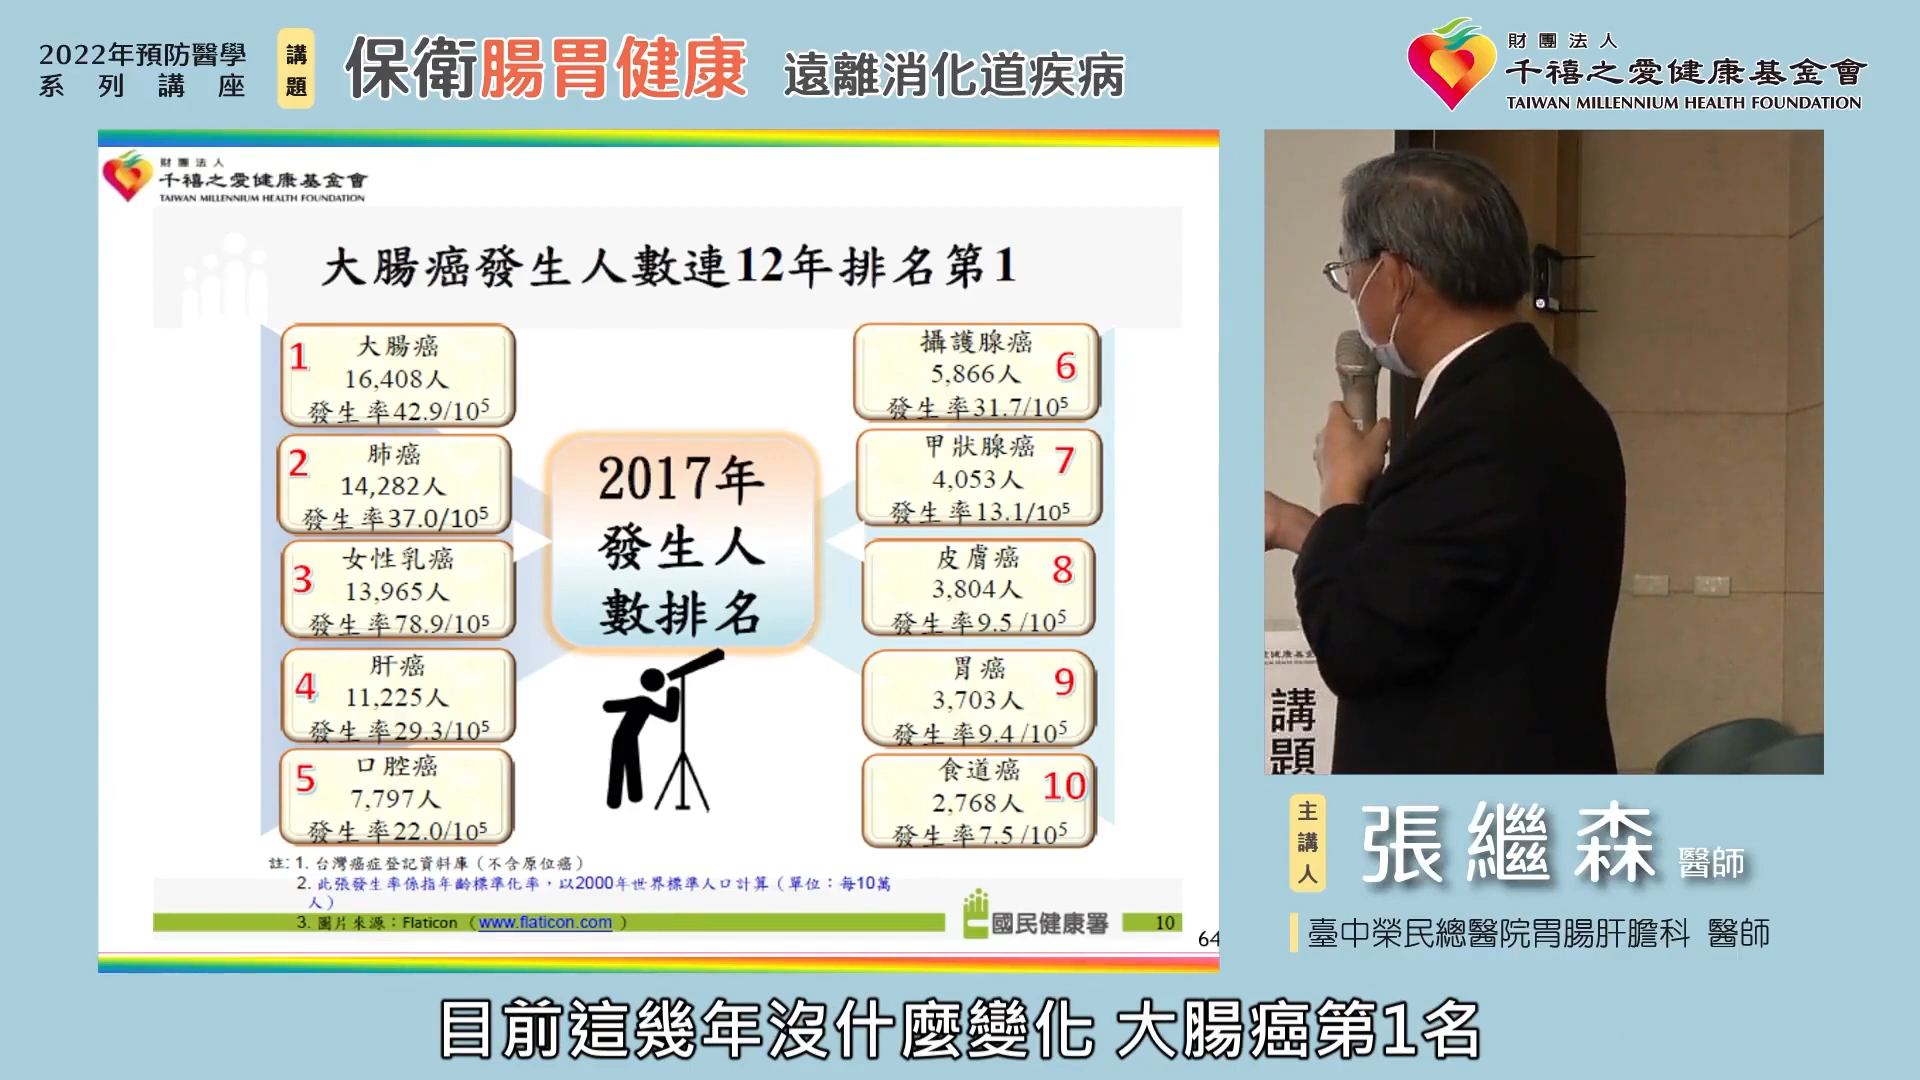 2022年預防醫學
系列講座
講題
保衛腸胃健康 遠離消化道疾病
財團法人
千禧之愛健康基金會
TAIWAN MILLENNIUM HEALTH FOUNDATION
財團法人
千禧之愛健康基金會
TAIWAN MILLENNIUM HEALTH FOUNDATION
大腸癌發生人數連12年排名第1
1
大腸癌
16,408人
發生率42.9/10⁵
2
肺癌
14,282人
發生率37.0/10⁵
3
女性乳癌
13,965人
發生率78.9/10⁵
4
肝癌
11,225人
發生率29.3/10⁵
5
口腔癌
7,797人
發生率22.0/10⁵
2017年
發生人
數排名
攝護腺癌
5,866人
發生率31.7/10⁵
6
甲狀腺癌
4,053人
發生率13.1/10⁵
7
皮膚癌
3,804人
發生率9.5 /10⁵
8
胃癌
3,703人
發生率9.4 /10⁵
9
食道癌
2,768人
發生率7.5 /10⁵
10
註: 1. 台灣癌症登記資料庫（不含原位癌）
2. 此張發生率係指年齡標準化率，以2000年世界標準人口計算（單位：每10萬
人）
3. 圖片來源：Flaticon （www.flaticon.com ）
國民健康署
10
64
講
題
主講人
張繼森 醫師
臺中榮民總醫院胃腸肝膽科 醫師
目前這幾年沒什麼變化 大腸癌第1名